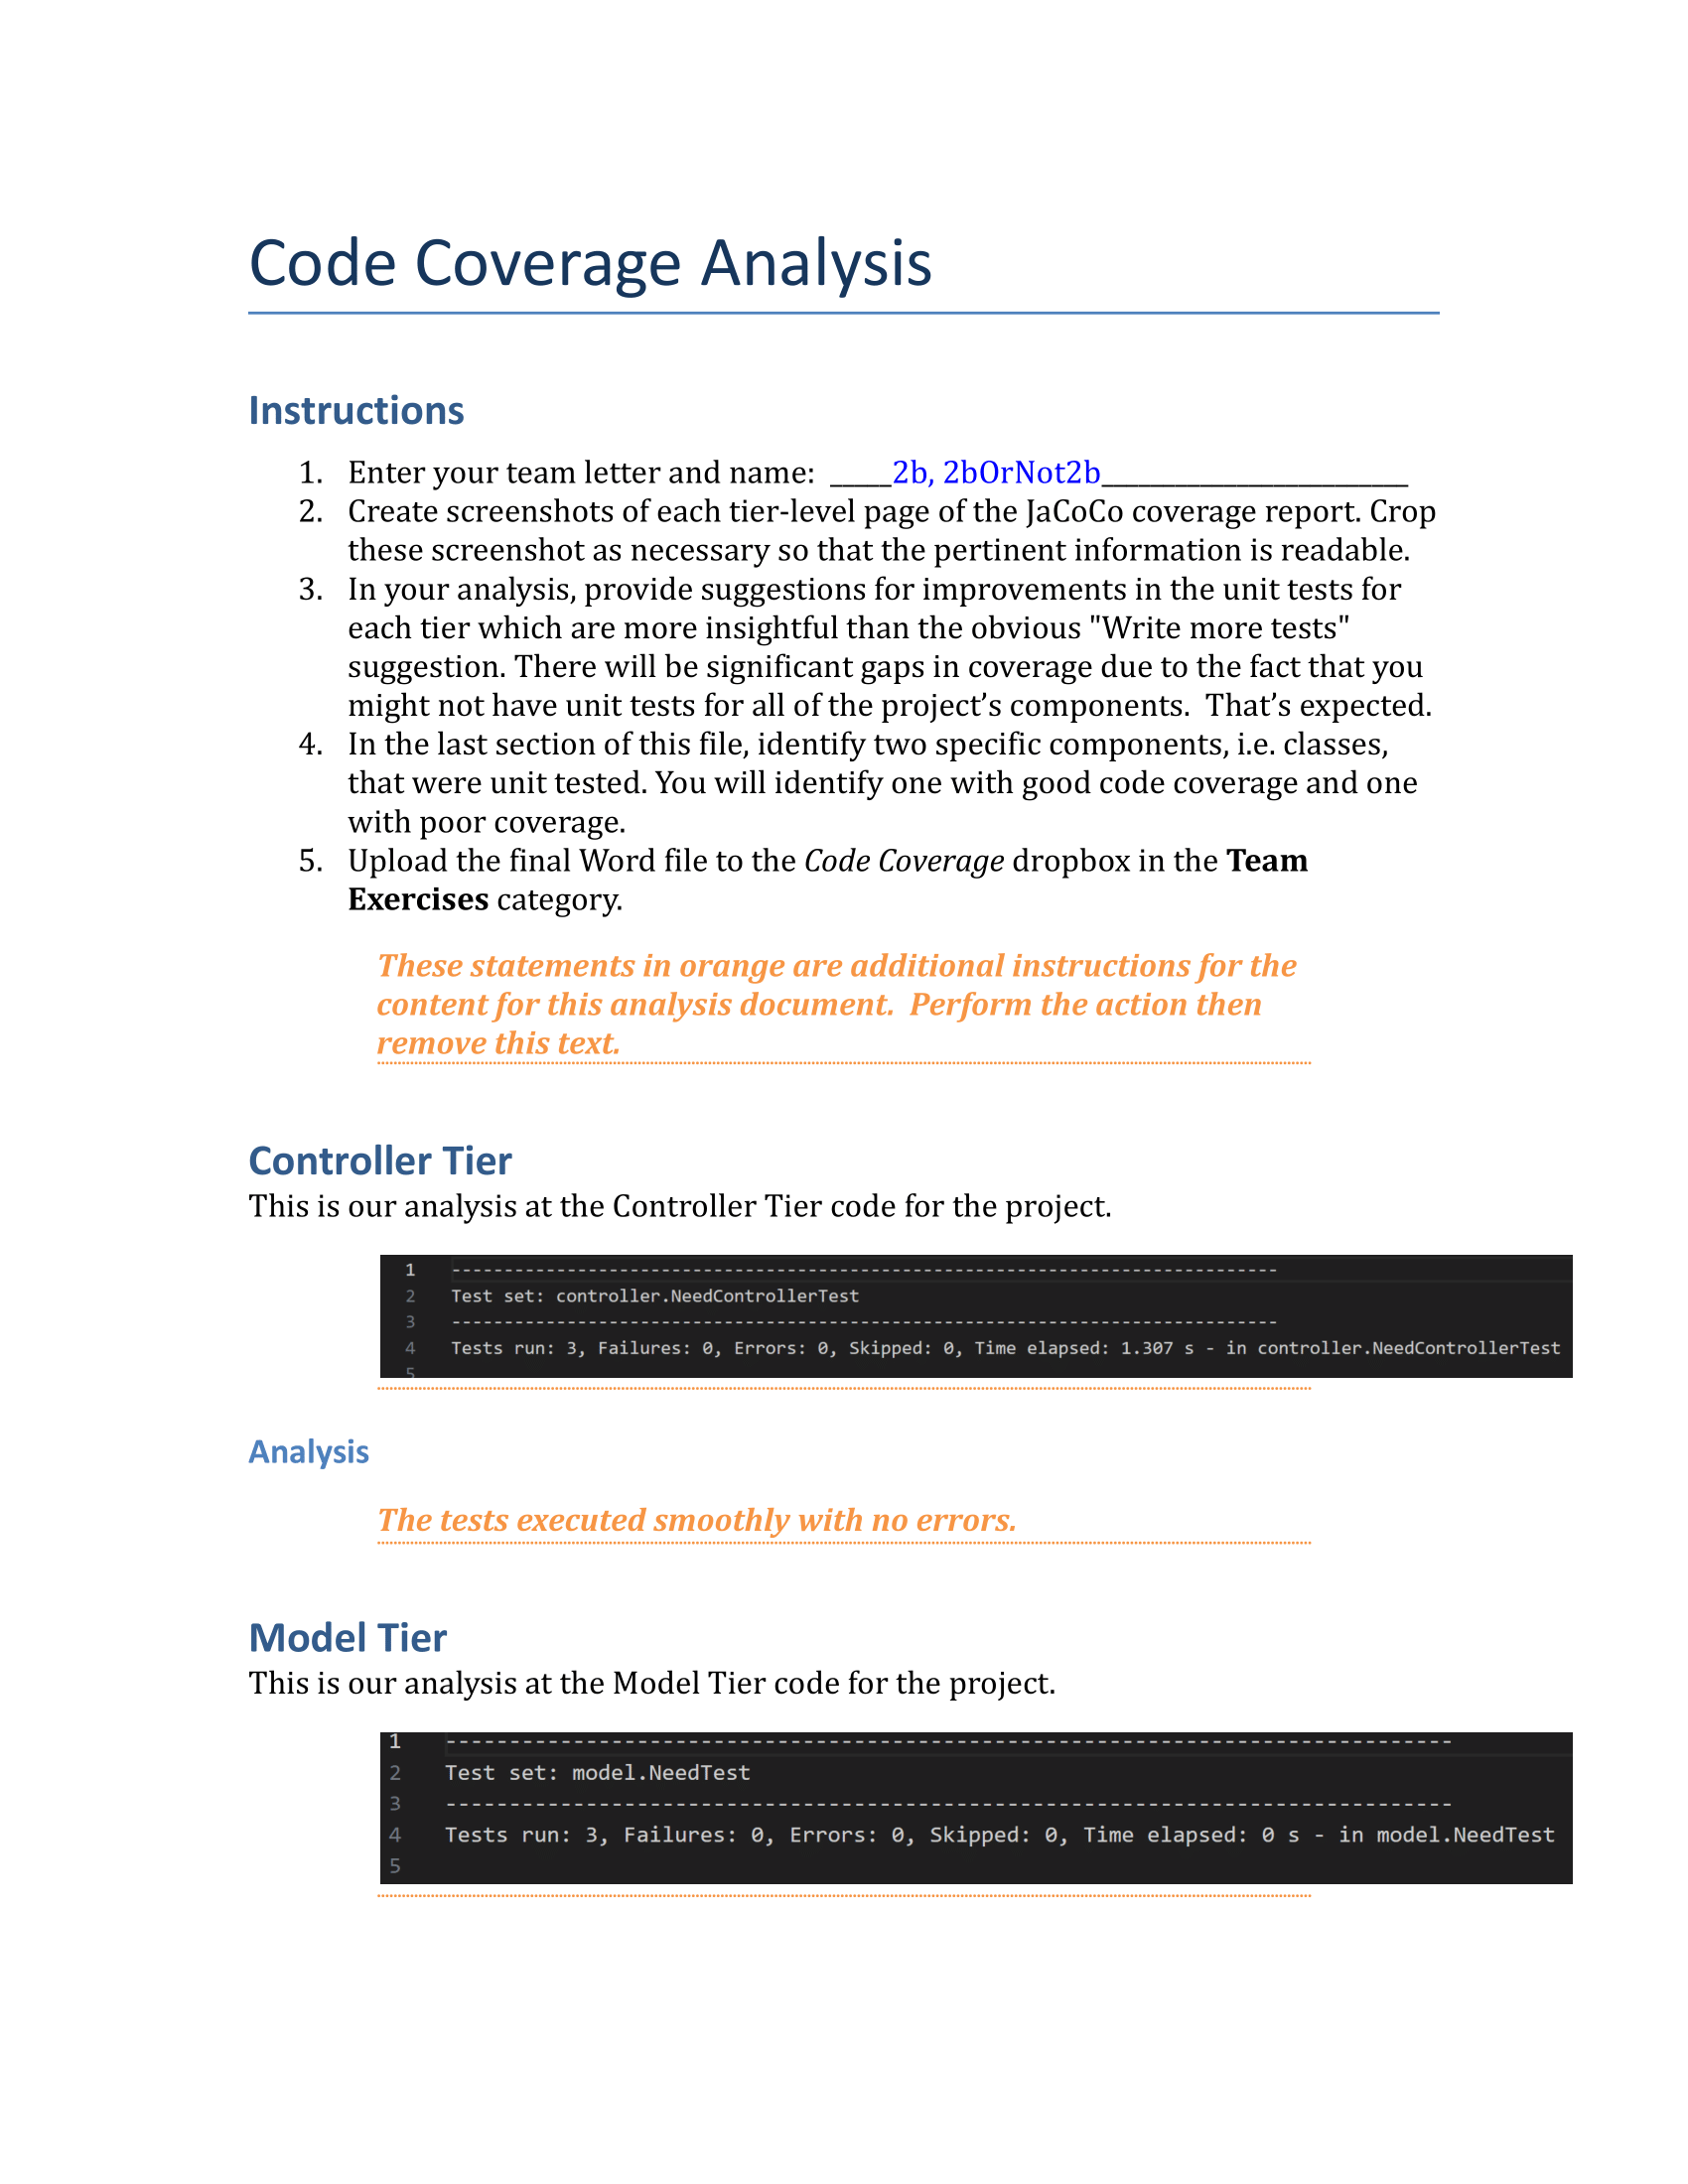 Code Coverage Analysis
Instructions
1. Enter your team letter and name: _____2b, 2bOrNot2b_________________________
2. Create screenshots of each tier-level page of the JaCoCo coverage report. Crop
these screenshot as necessary so that the pertinent information is readable.
3. In your analysis, provide suggestions for improvements in the unit tests for
each tier which are more insightful than the obvious "Write more tests"
suggestion. There will be significant gaps in coverage due to the fact that you
might not have unit tests for all of the project’s components.  That’s expected.
4. In the last section of this file, identify two specific components, i.e. classes,
that were unit tested. You will identify one with good code coverage and one
with poor coverage.
5. Upload the final Word file to the Code Coverage dropbox in the Team
Exercises category.
These statements in orange are additional instructions for the
content for this analysis document.  Perform the action then
remove this text.
Controller Tier
This is our analysis at the Controller Tier code for the project.
1 -------------------------------------------------------------------------------
2 Test set: controller.NeedControllerTest
3 -------------------------------------------------------------------------------
4 Tests run: 3, Failures: 0, Errors: 0, Skipped: 0, Time elapsed: 1.307 s - in controller.NeedControllerTest
5
Analysis
The tests executed smoothly with no errors.
Model Tier
This is our analysis at the Model Tier code for the project.
1 -------------------------------------------------------------------------------
2 Test set: model.NeedTest
3 -------------------------------------------------------------------------------
4 Tests run: 3, Failures: 0, Errors: 0, Skipped: 0, Time elapsed: 0 s - in model.NeedTest
5